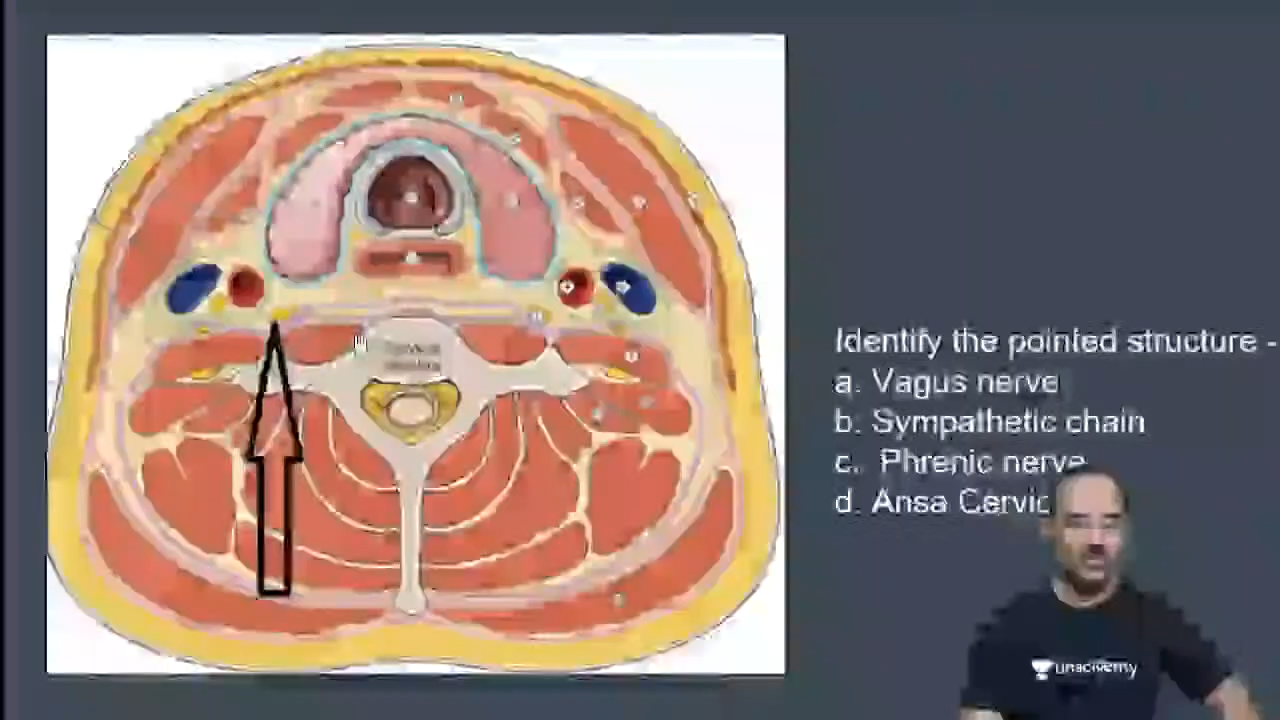 Identify the pointed structure -
a. Vagus nerve
b. Sympathetic chain
c. Phrenic nerve
d. Ansa Cervic
unacademy